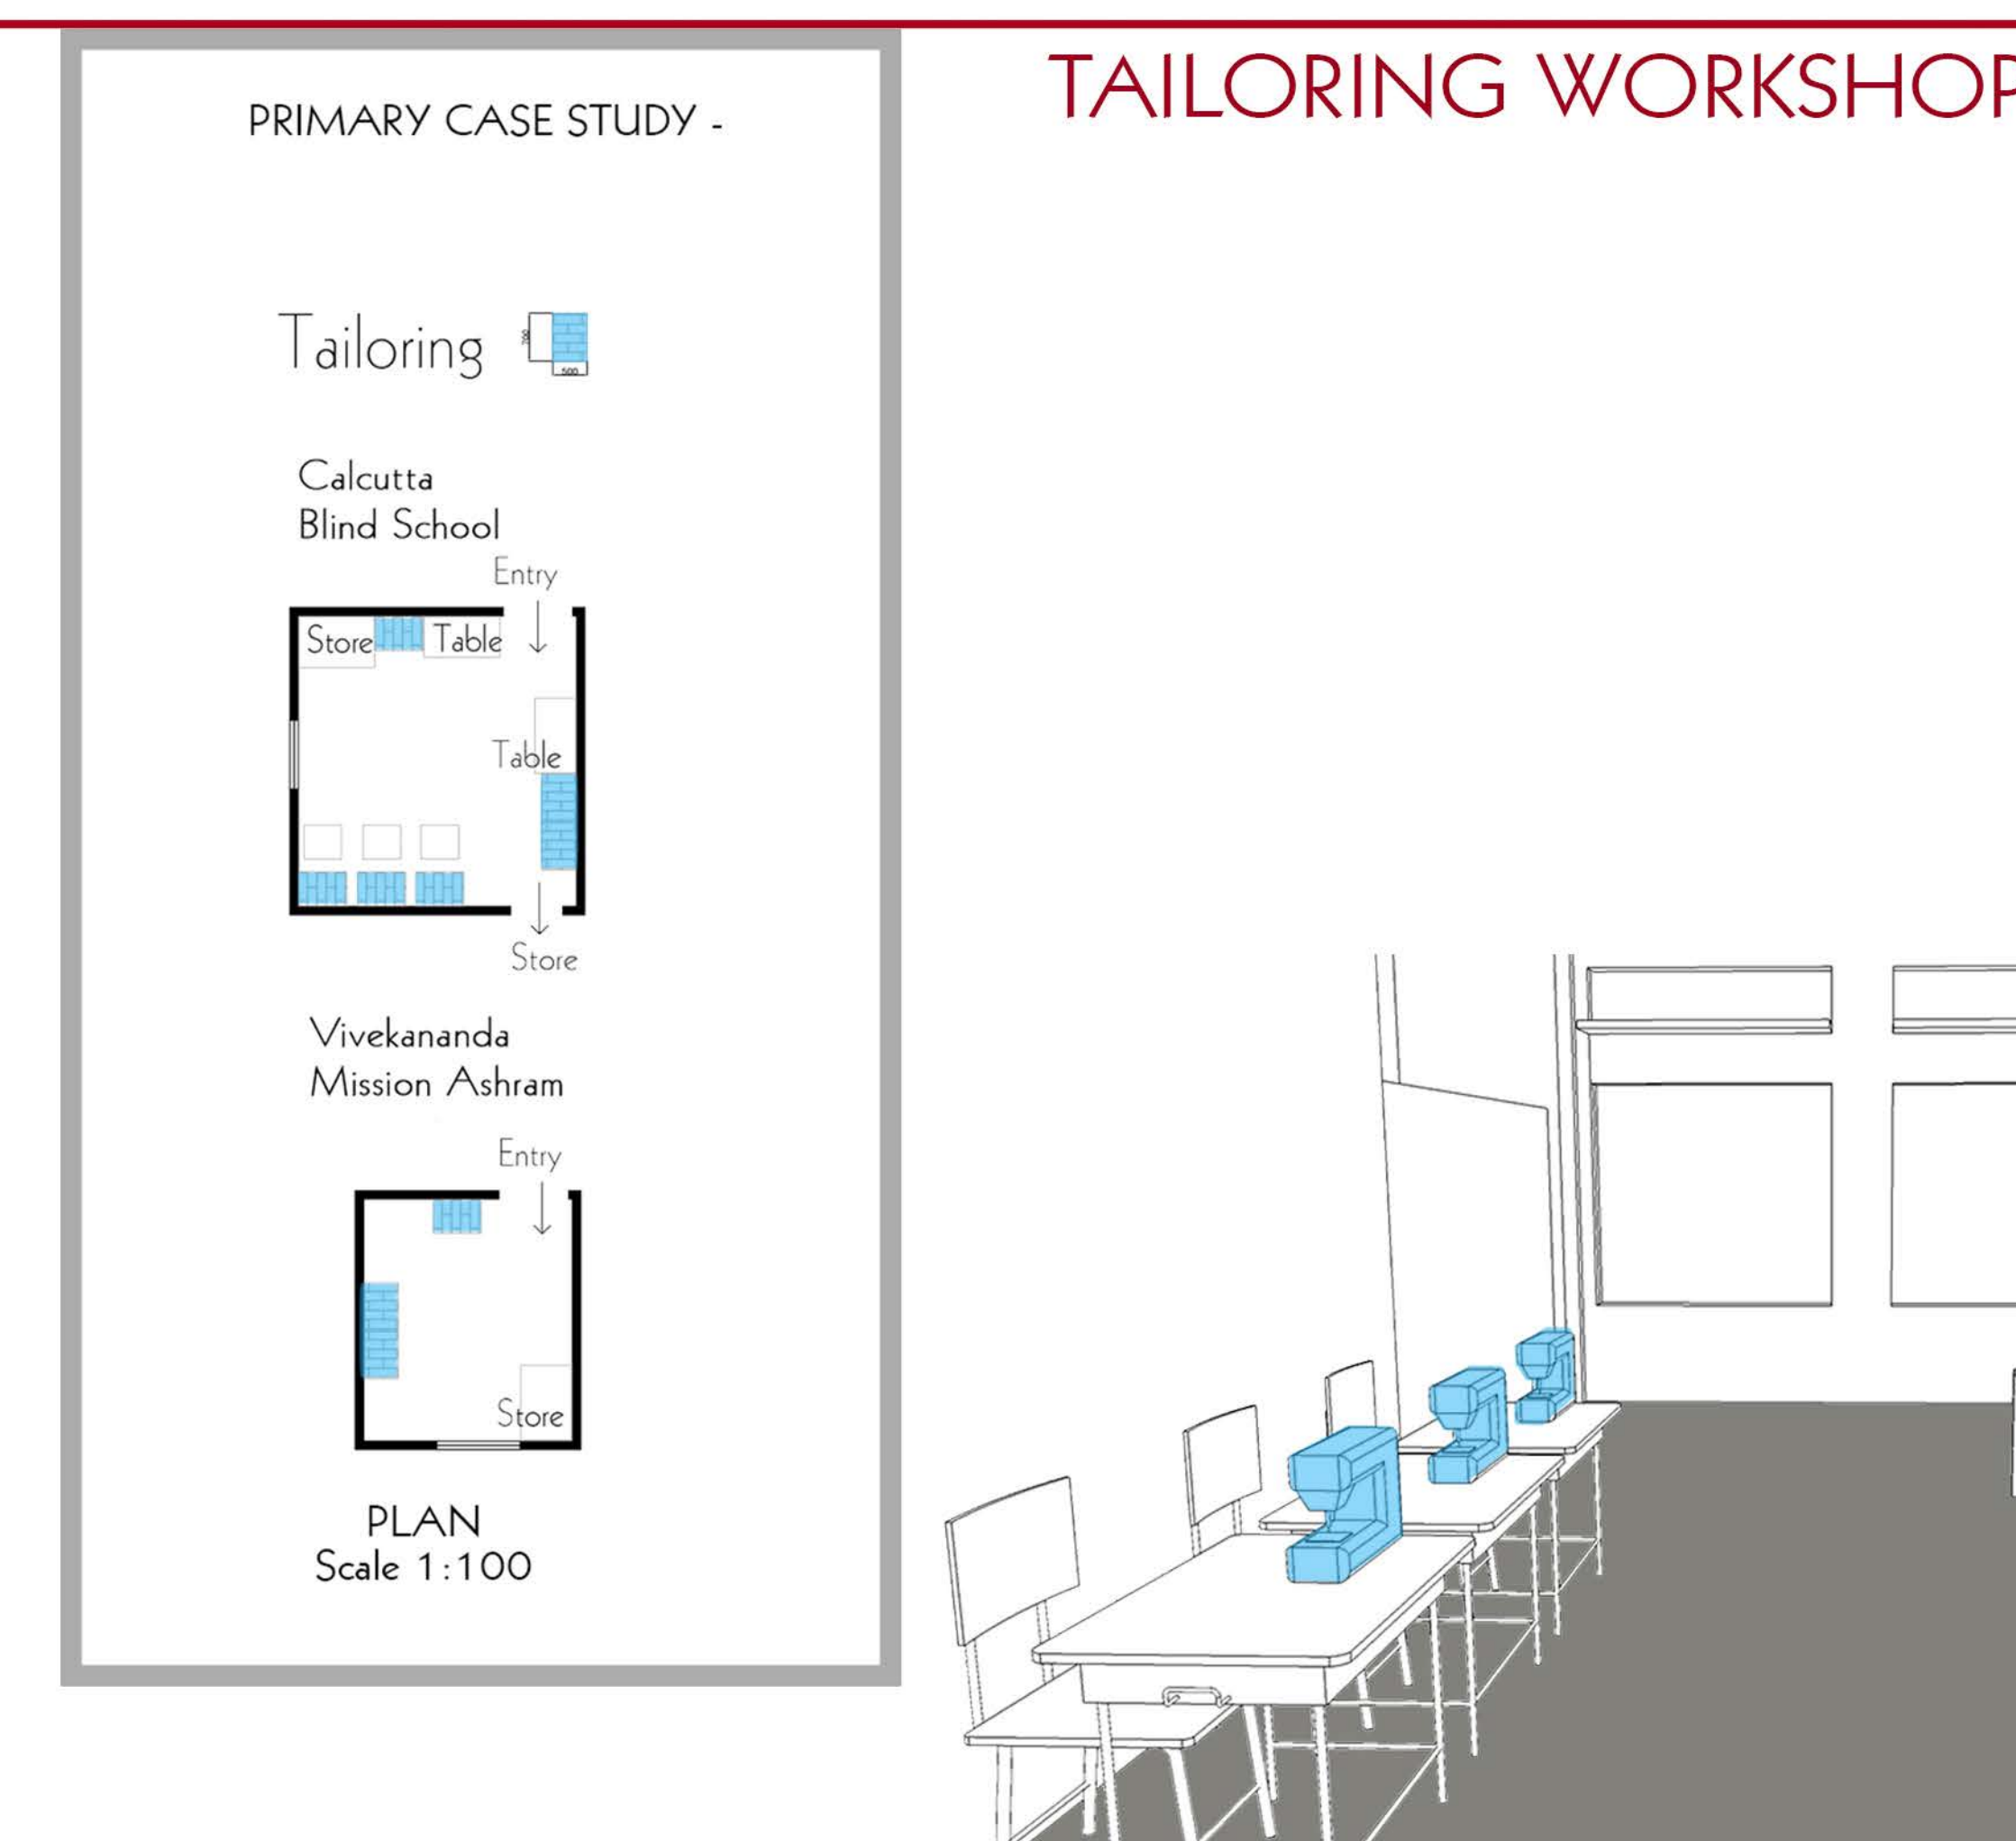 TAILORING WORKSHOP
PRIMARY CASE STUDY -
Tailoring
700
500
Calcutta
Blind School
Entry
Store
Table
Table
Store
Vivekananda
Mission Ashram
Entry
Store
PLAN
Scale 1:100